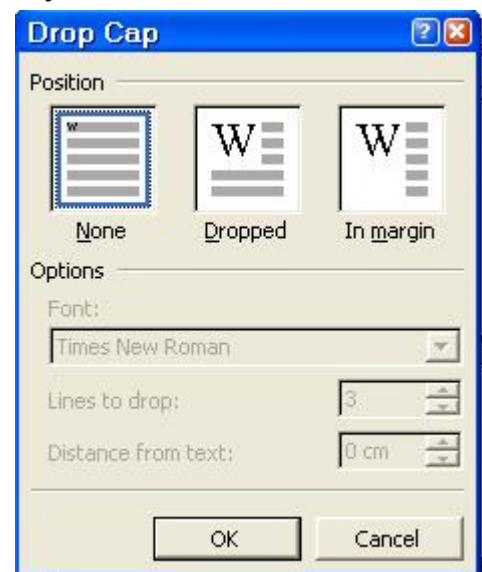 Drop Cap
Position
W W W
None Dropped In margin
Options
Font:
Times New Roman
Lines to drop: 3
Distance from text: 0 cm
OK Cancel